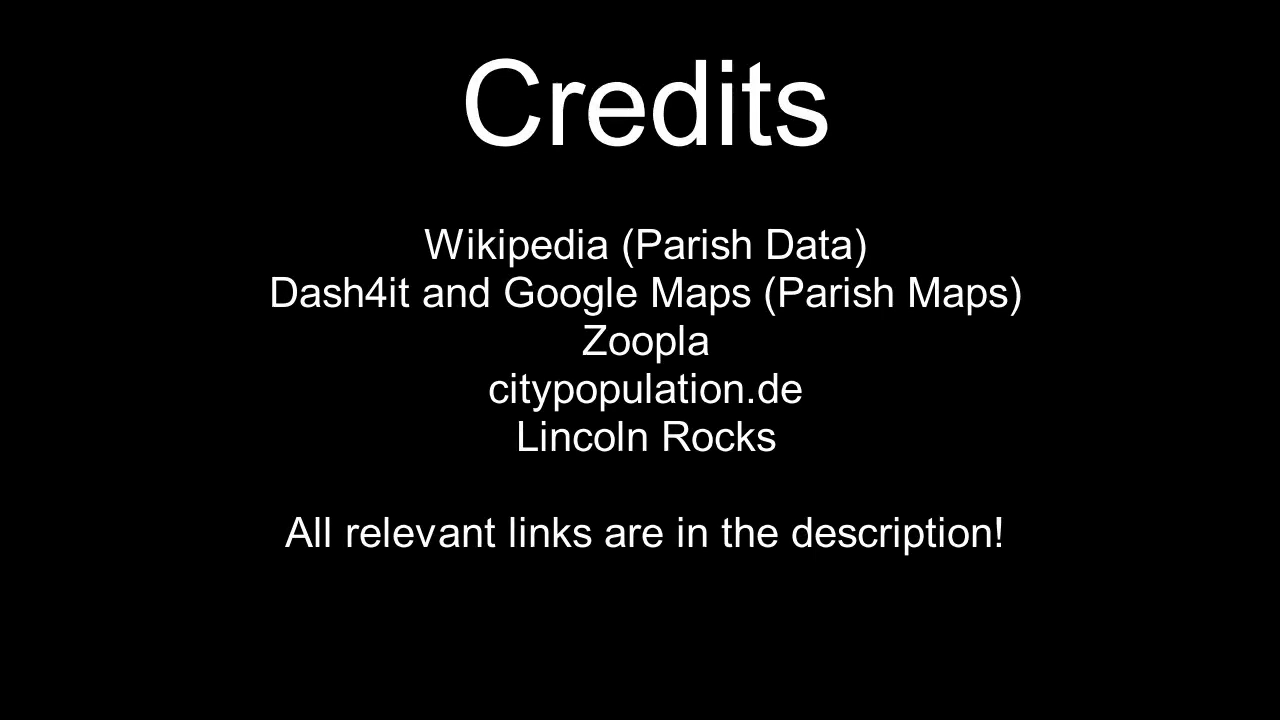 Credits
Wikipedia (Parish Data)
Dash4it and Google Maps (Parish Maps)
Zoopla
citypopulation.de
Lincoln Rocks
All relevant links are in the description!